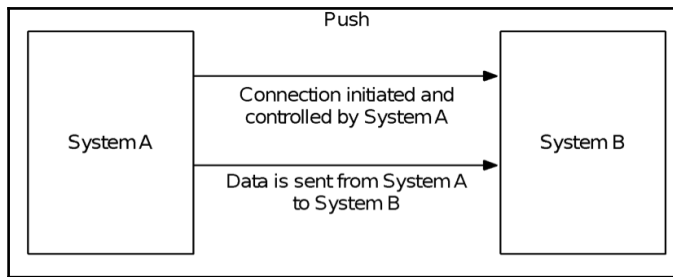 Push
System A
Connection initiated and
controlled by System A
Data is sent from System A
to System B
System B